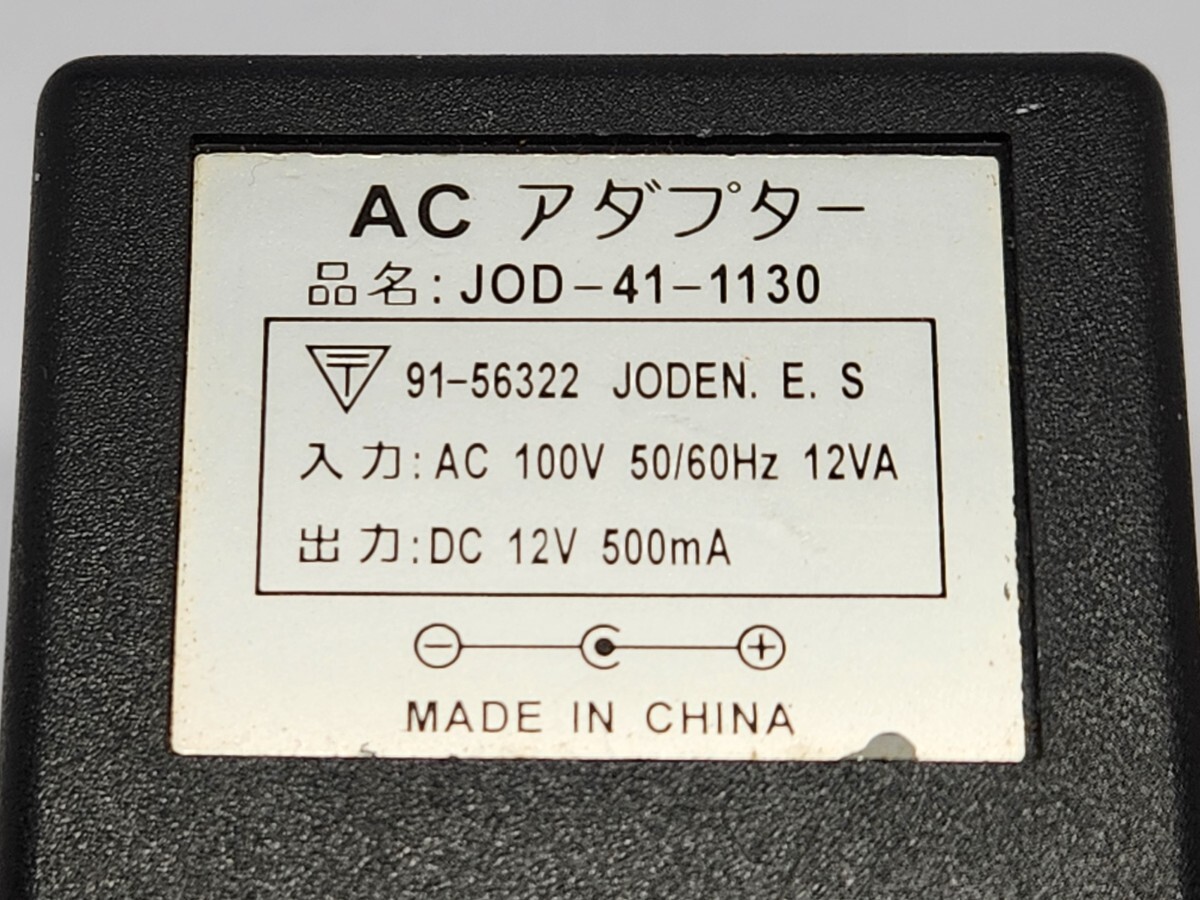 AC アダプター
品名:JOD-41-1130
91-56322 JODEN. E. S
入力:AC 100V 50/60Hz 12VA
出力:DC 12V 500mA
MADE IN CHINA